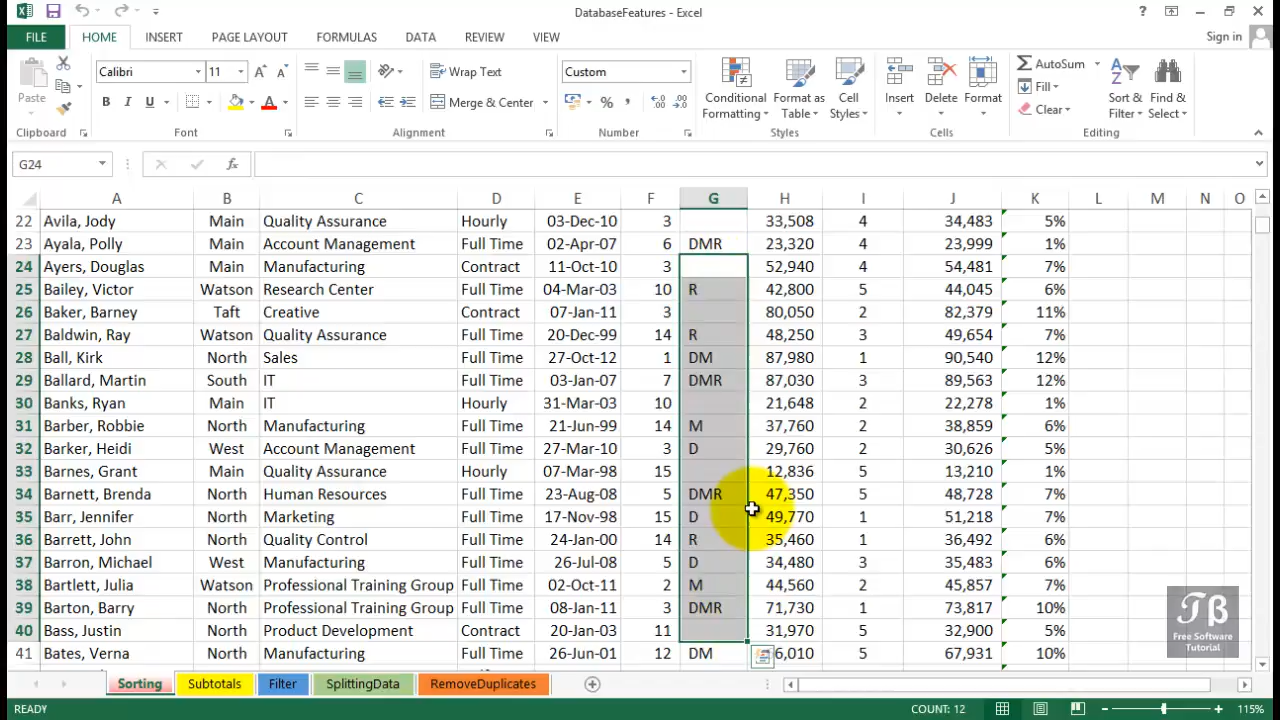 DatabaseFeatures - Excel
FILE HOME INSERT PAGE LAYOUT FORMULAS DATA REVIEW VIEW Sign in
Paste
Calibri 11
Wrap Text
Merge & Center
Custom
Conditional Formatting
Format as Table
Cell Styles
Insert
Delete
Format
AutoSum
Fill
Clear
Sort & Filter
Find & Select
Clipboard Font Alignment Number Styles Cells Editing
G24
A B C D E F G H I J K L M N O
22 Avila, Jody Main Quality Assurance Hourly 03-Dec-10 3 33,508 4 34,483 5%
23 Ayala, Polly Main Account Management Full Time 02-Apr-07 6 DMR 23,320 4 23,999 1%
24 Ayers, Douglas Main Manufacturing Contract 11-Oct-10 3 52,940 4 54,481 7%
25 Bailey, Victor Watson Research Center Full Time 04-Mar-03 10 R 42,800 5 44,045 6%
26 Baker, Barney Taft Creative Contract 07-Jan-11 3 80,050 2 82,379 11%
27 Baldwin, Ray Watson Quality Assurance Full Time 20-Dec-99 14 R 48,250 3 49,654 7%
28 Ball, Kirk North Sales Full Time 27-Oct-12 1 DM 87,980 1 90,540 12%
29 Ballard, Martin South IT Full Time 03-Jan-07 7 DMR 87,030 3 89,563 12%
30 Banks, Ryan Main IT Hourly 31-Mar-03 10 21,648 2 22,278 1%
31 Barber, Robbie North Manufacturing Full Time 21-Jun-99 14 M 37,760 2 38,859 6%
32 Barker, Heidi West Account Management Full Time 27-Mar-10 3 D 29,760 2 30,626 5%
33 Barnes, Grant Main Quality Assurance Hourly 07-Mar-98 15 12,836 5 13,210 1%
34 Barnett, Brenda North Human Resources Full Time 23-Aug-08 5 DMR 47,350 5 48,728 7%
35 Barr, Jennifer North Marketing Full Time 17-Nov-98 15 D 49,770 1 51,218 7%
36 Barrett, John North Quality Control Full Time 24-Jan-00 14 R 35,460 1 36,492 6%
37 Barron, Michael West Manufacturing Full Time 26-Jul-08 5 D 34,480 3 35,483 6%
38 Bartlett, Julia Watson Professional Training Group Full Time 02-Oct-11 2 M 44,560 2 45,857 7%
39 Barton, Barry North Professional Training Group Full Time 08-Jan-11 3 DMR 71,730 1 73,817 10%
40 Bass, Justin North Product Development Contract 20-Jan-03 11 31,970 5 32,900 5%
41 Bates, Verna North Manufacturing Full Time 26-Jun-01 12 DM 6,010 5 67,931 10%
TB
Free Software
Tutorial
Sorting Subtotals Filter SplittingData RemoveDuplicates
READY COUNT: 12 115%